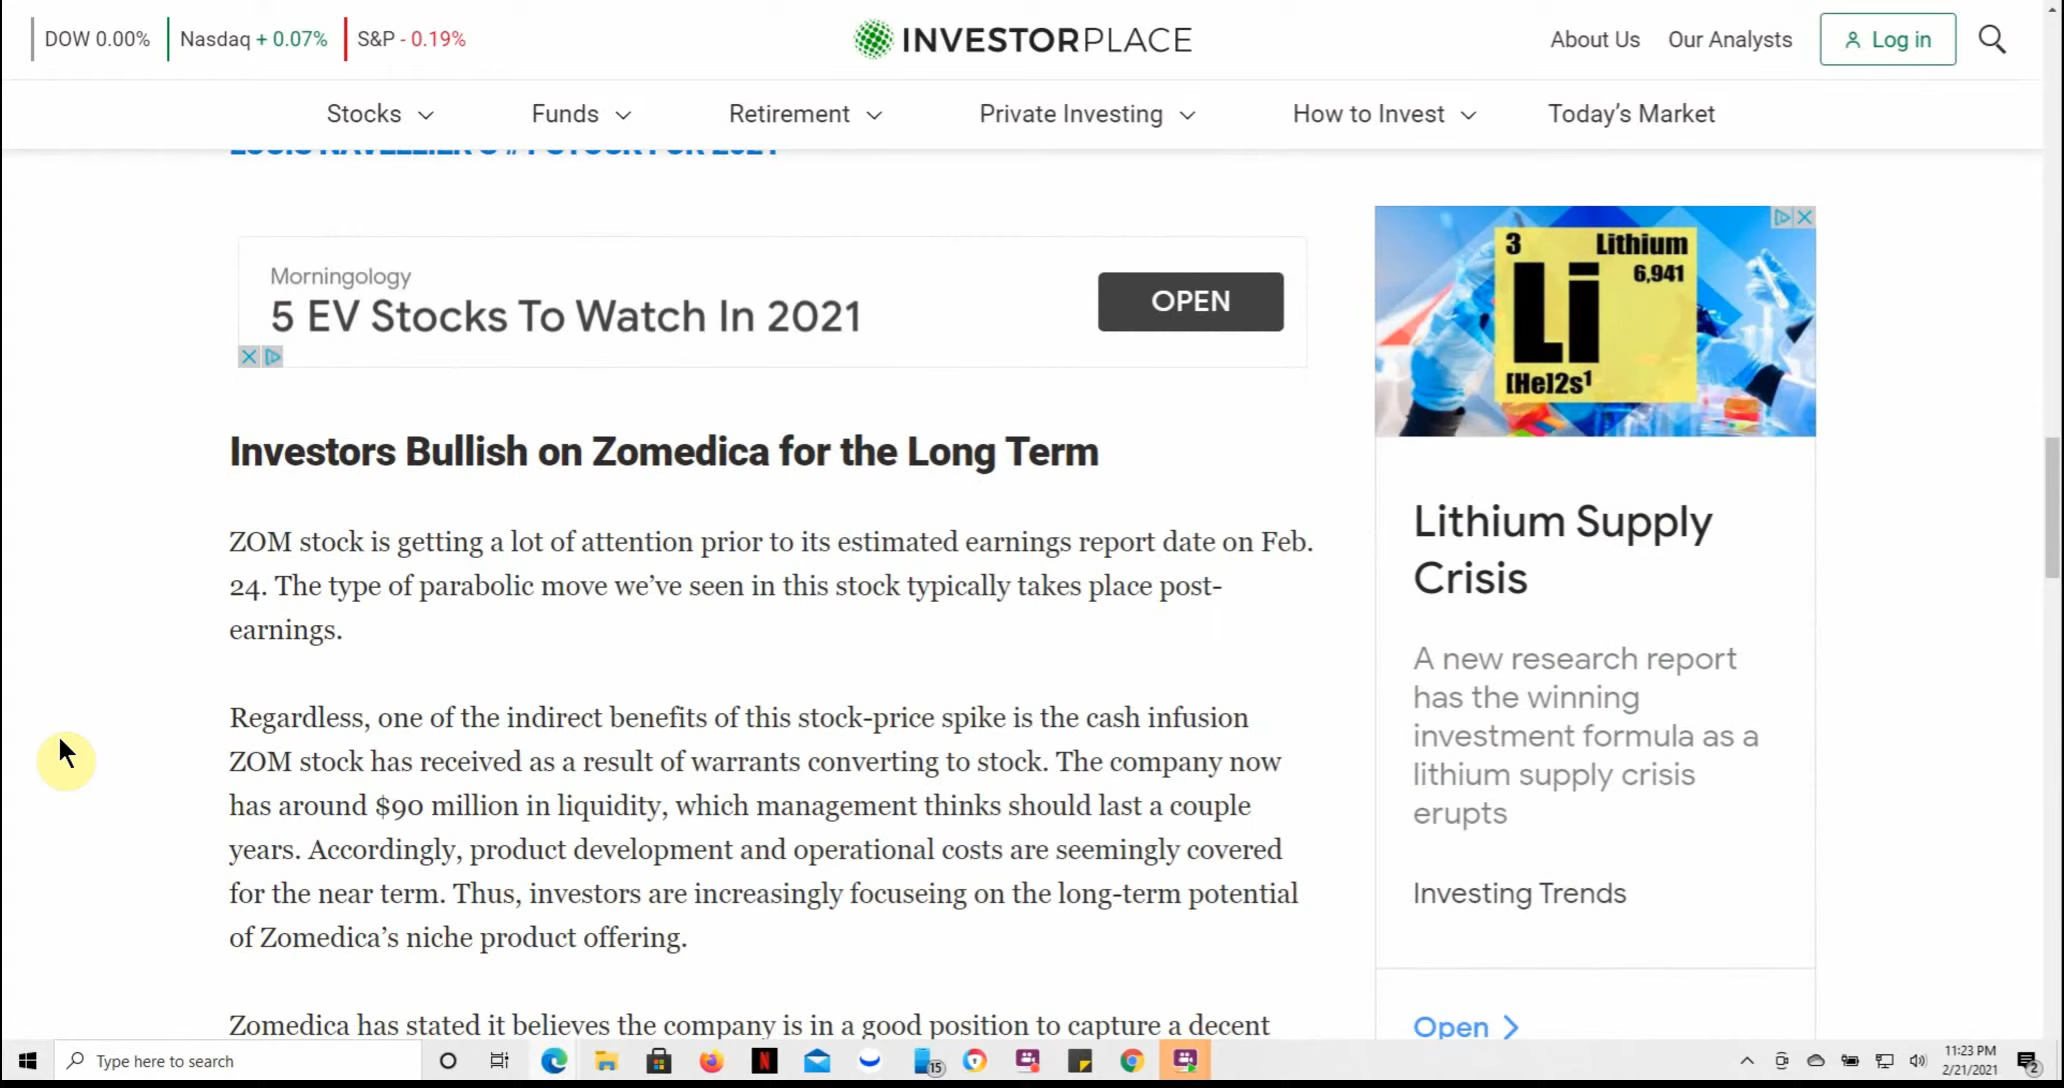 DOW 0.00%
Nasdaq + 0.07%
S&P - 0.19%
INVESTORPLACE
About Us
Our Analysts
Log in
Stocks
Funds
Retirement
Private Investing
How to Invest
Today’s Market
Morningology
5 EV Stocks To Watch In 2021
OPEN
Investors Bullish on Zomedica for the Long Term
ZOM stock is getting a lot of attention prior to its estimated earnings report date on Feb.
24. The type of parabolic move we’ve seen in this stock typically takes place post-
earnings.
Regardless, one of the indirect benefits of this stock-price spike is the cash infusion
ZOM stock has received as a result of warrants converting to stock. The company now
has around $90 million in liquidity, which management thinks should last a couple
years. Accordingly, product development and operational costs are seemingly covered
for the near term. Thus, investors are increasingly focuseing on the long-term potential
of Zomedica’s niche product offering.
Zomedica has stated it believes the company is in a good position to capture a decent
3 Lithium
6,941
Li
[He]2s¹
Lithium Supply
Crisis
A new research report
has the winning
investment formula as a
lithium supply crisis
erupts
Investing Trends
Open
Type here to search
15
11:23 PM
2/21/2021
2